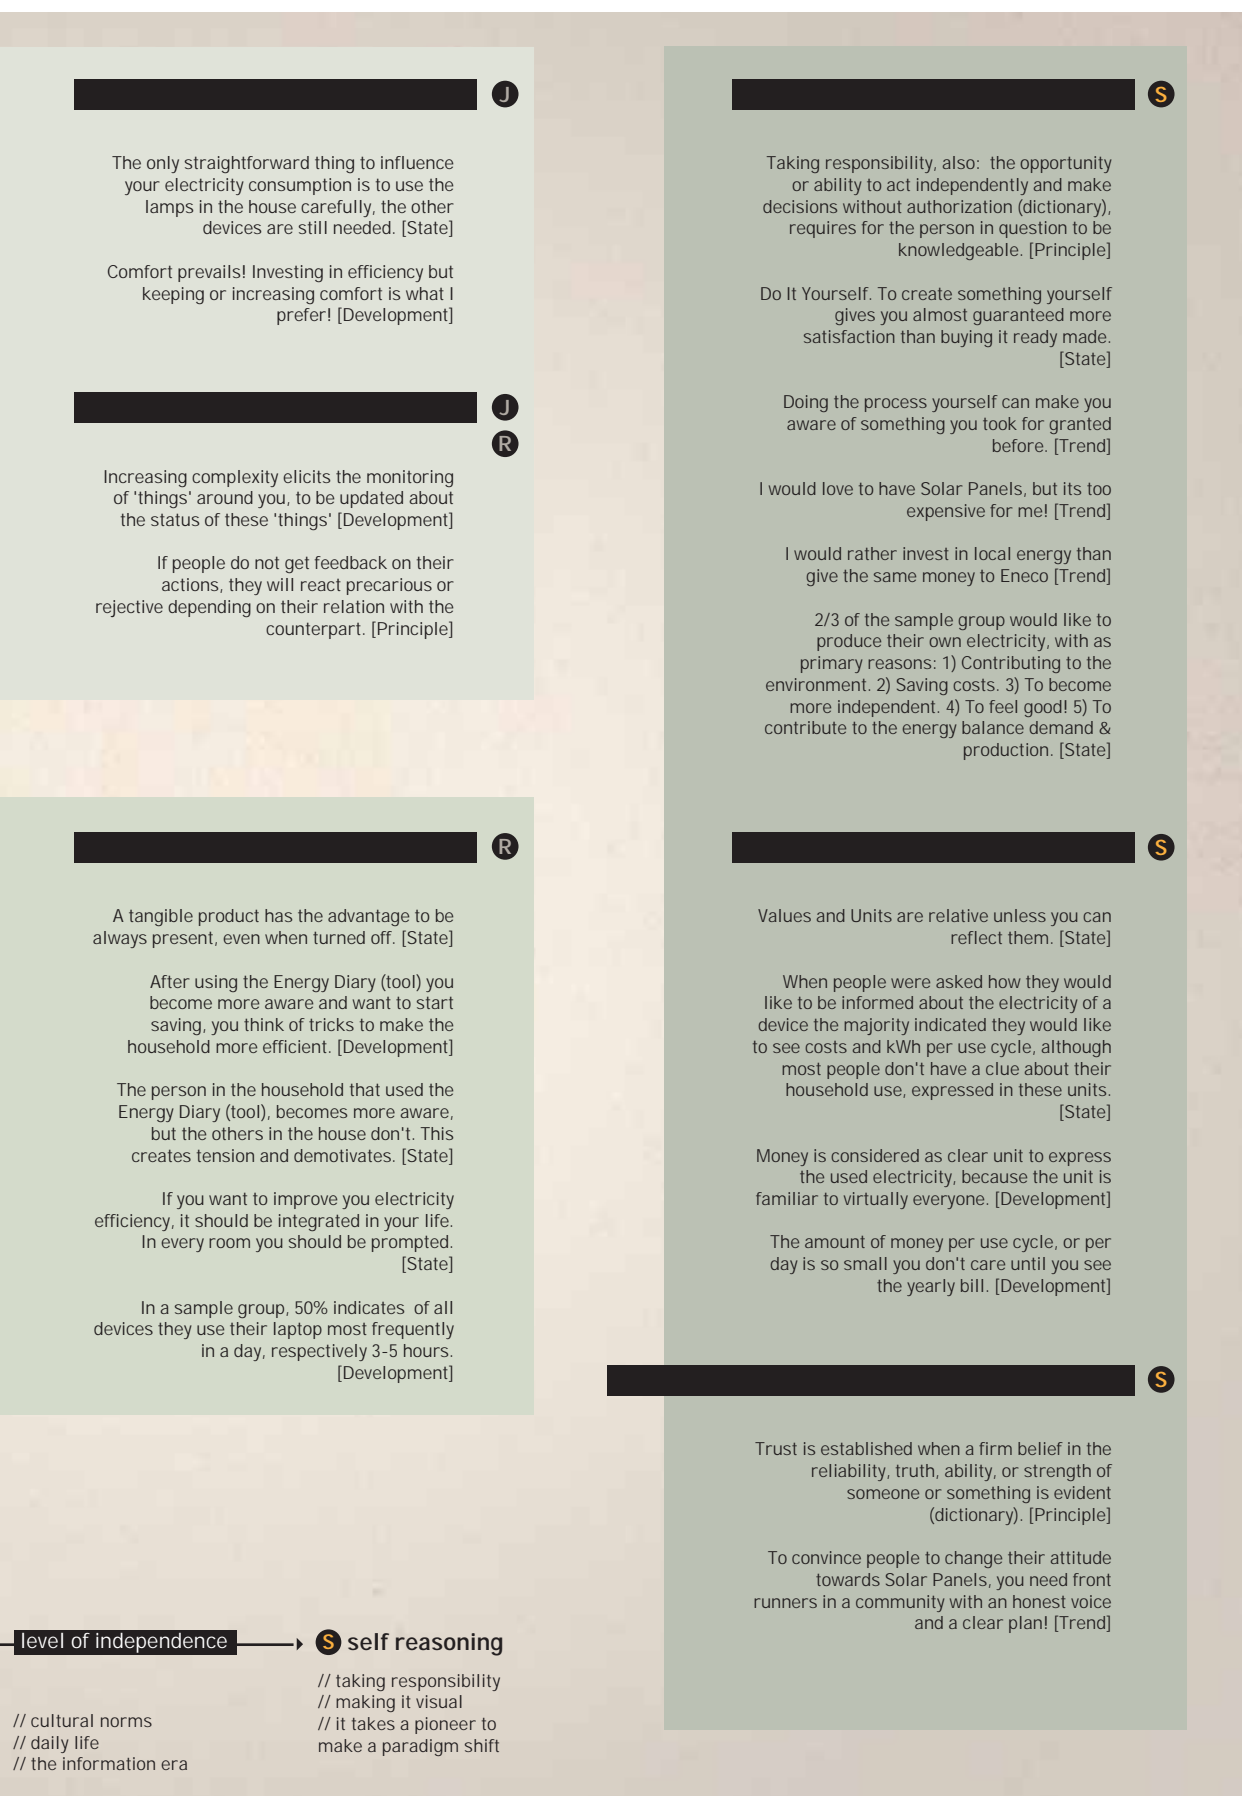 J
The only straightforward thing to influence
your electricity consumption is to use the
lamps in the house carefully, the other
devices are still needed. [State]
Comfort prevails! Investing in efficiency but
keeping or increasing comfort is what I
prefer! [Development]
J
R
Increasing complexity elicits the monitoring
of 'things' around you, to be updated about
the status of these 'things' [Development]
If people do not get feedback on their
actions, they will react precarious or
rejective depending on their relation with the
counterpart. [Principle]
R
A tangible product has the advantage to be
always present, even when turned off. [State]
After using the Energy Diary (tool) you
become more aware and want to start
saving, you think of tricks to make the
household more efficient. [Development]
The person in the household that used the
Energy Diary (tool), becomes more aware,
but the others in the house don't. This
creates tension and demotivates. [State]
If you want to improve you electricity
efficiency, it should be integrated in your life.
In every room you should be prompted.
[State]
In a sample group, 50% indicates  of all
devices they use their laptop most frequently
in a day, respectively 3-5 hours.
[Development]
level of independence
S self reasoning
// taking responsibility
// making it visual
// it takes a pioneer to
make a paradigm shift
// cultural norms
// daily life
// the information era
S
Taking responsibility, also:  the opportunity
or ability to act independently and make
decisions without authorization (dictionary),
requires for the person in question to be
knowledgeable. [Principle]
Do It Yourself. To create something yourself
gives you almost guaranteed more
satisfaction than buying it ready made.
[State]
Doing the process yourself can make you
aware of something you took for granted
before. [Trend]
I would love to have Solar Panels, but its too
expensive for me! [Trend]
I would rather invest in local energy than
give the same money to Eneco [Trend]
2/3 of the sample group would like to
produce their own electricity, with as
primary reasons: 1) Contributing to the
environment. 2) Saving costs. 3) To become
more independent. 4) To feel good! 5) To
contribute to the energy balance demand &
production. [State]
S
Values and Units are relative unless you can
reflect them. [State]
When people were asked how they would
like to be informed about the electricity of a
device the majority indicated they would like
to see costs and kWh per use cycle, although
most people don't have a clue about their
household use, expressed in these units.
[State]
Money is considered as clear unit to express
the used electricity, because the unit is
familiar to virtually everyone. [Development]
The amount of money per use cycle, or per
day is so small you don't care until you see
the yearly bill. [Development]
S
Trust is established when a firm belief in the
reliability, truth, ability, or strength of
someone or something is evident
(dictionary). [Principle]
To convince people to change their attitude
towards Solar Panels, you need front
runners in a community with an honest voice
and a clear plan! [Trend]